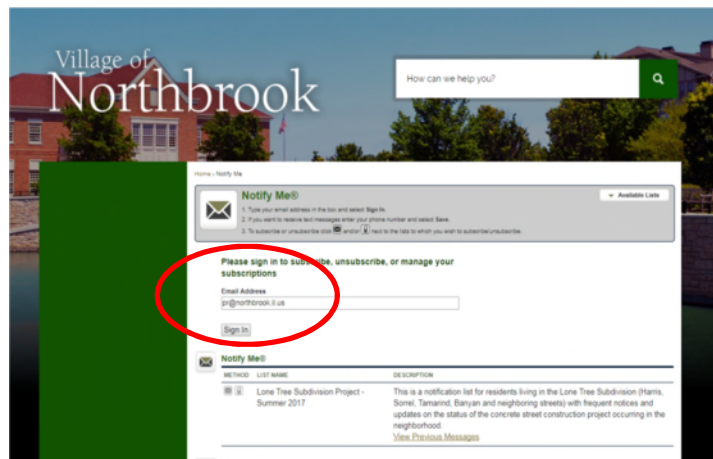 Village of
Northbrook
How can we help you?
Home › Notify Me
Notify Me®
Available Lists
1. Type your email address in the box and select Sign In.
2. If you want to receive text messages enter your phone number and select Save.
3. To subscribe or unsubscribe click and/or next to the lists to which you wish to subscribe/unsubscribe.
Please sign in to subscribe, unsubscribe, or manage your
subscriptions
Email Address
pr@northbrook.il.us
Sign In
Notify Me®
METHOD LIST NAME DESCRIPTION
Lone Tree Subdivision Project - This is a notification list for residents living in the Lone Tree Subdivision (Harris,
Summer 2017 Sorrel, Tamarind, Banyan and neighboring streets) with frequent notices and
updates on the status of the concrete street construction project occurring in the
neighborhood.
View Previous Messages